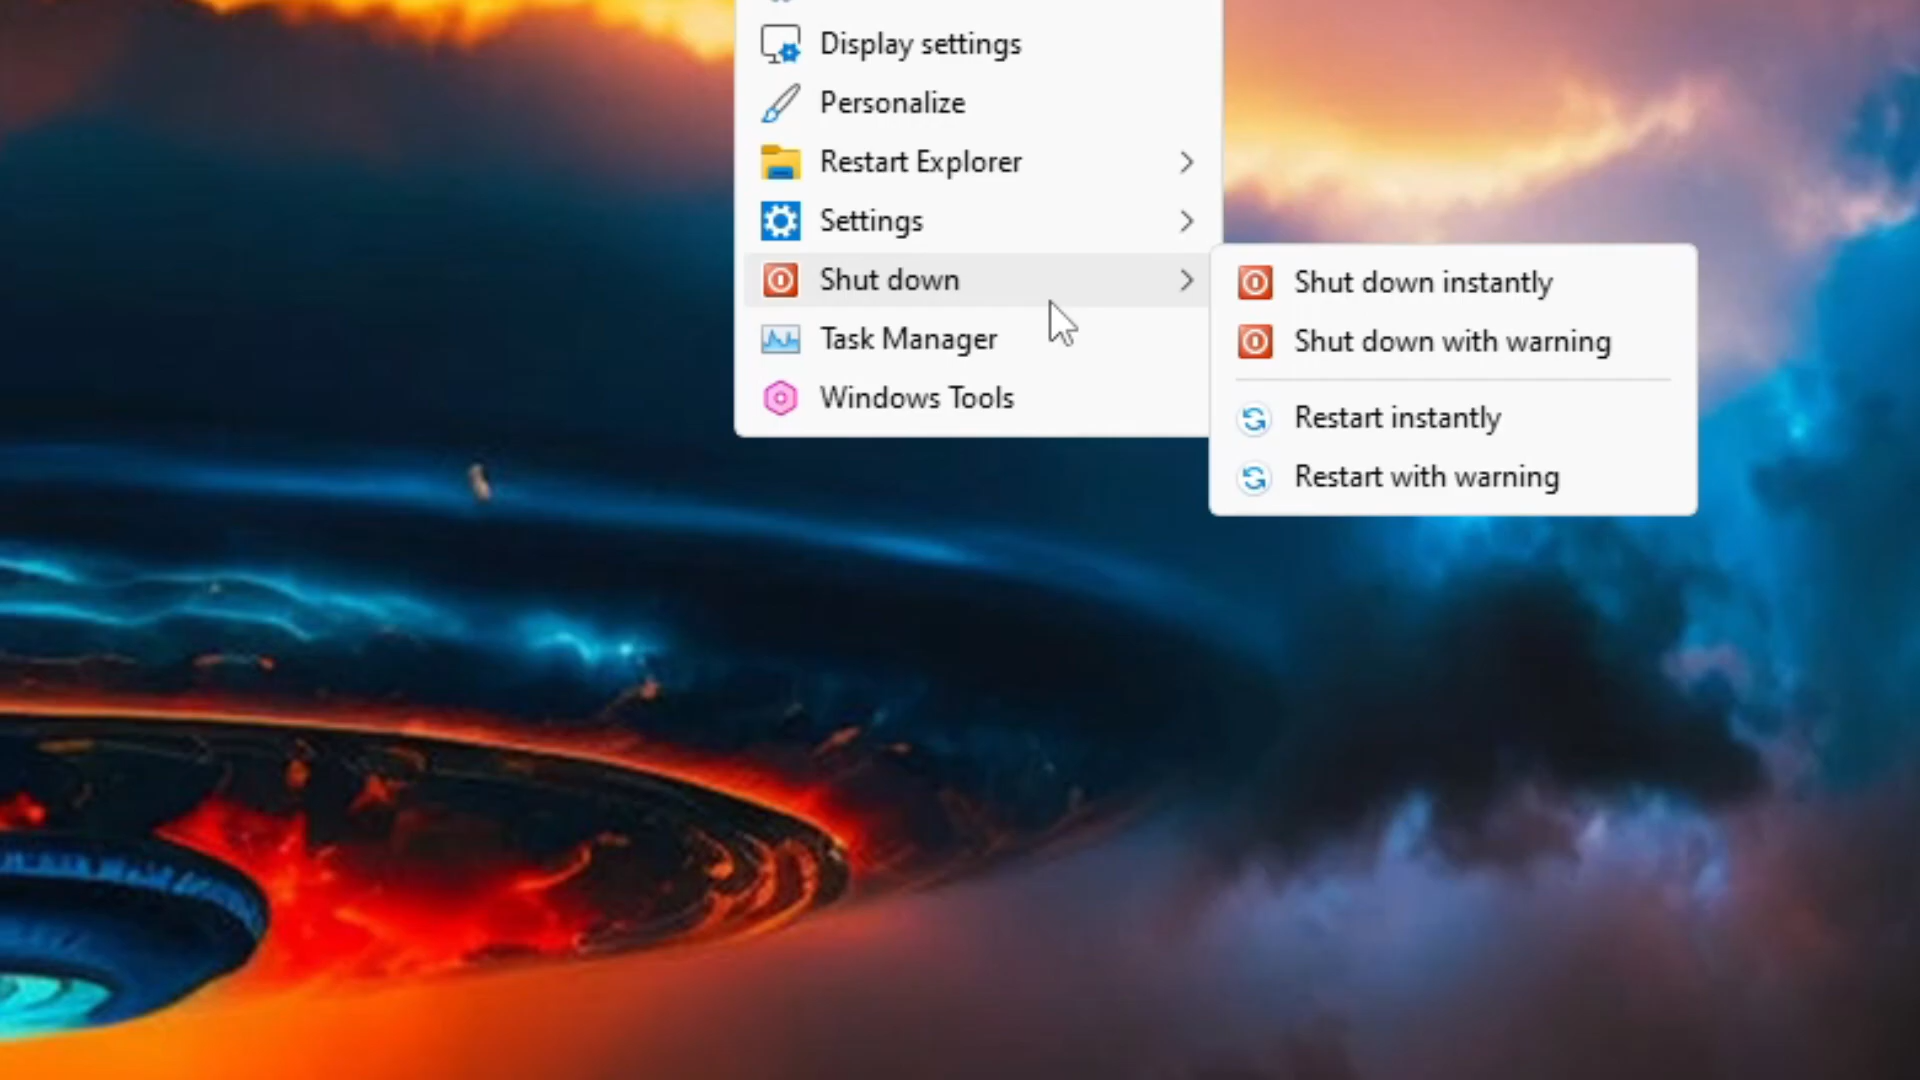 Display settings
Personalize
Restart Explorer
Settings
Shut down
Task Manager
Windows Tools
Shut down instantly
Shut down with warning
Restart instantly
Restart with warning